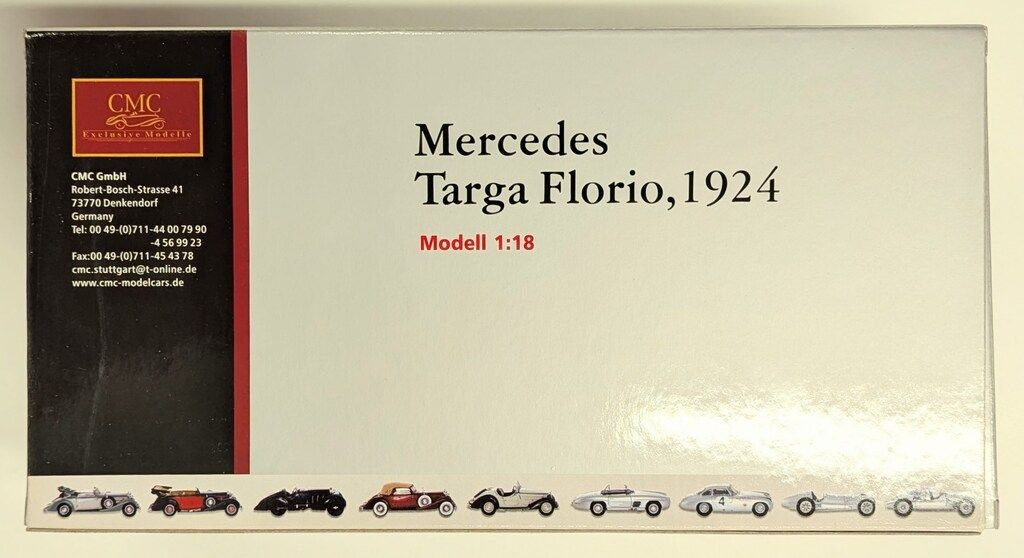 CMC
Exclusive Modelle
CMC GmbH
Robert-Bosch-Strasse 41
73770 Denkendorf
Germany
Tel: 00 49-(0)711-44 00 79 90
-4 56 99 23
Fax:00 49-(0)711-45 43 78
cmc.stuttgart@t-online.de
www.cmc-modelcars.de
Mercedes
Targa Florio, 1924
Modell 1:18
4